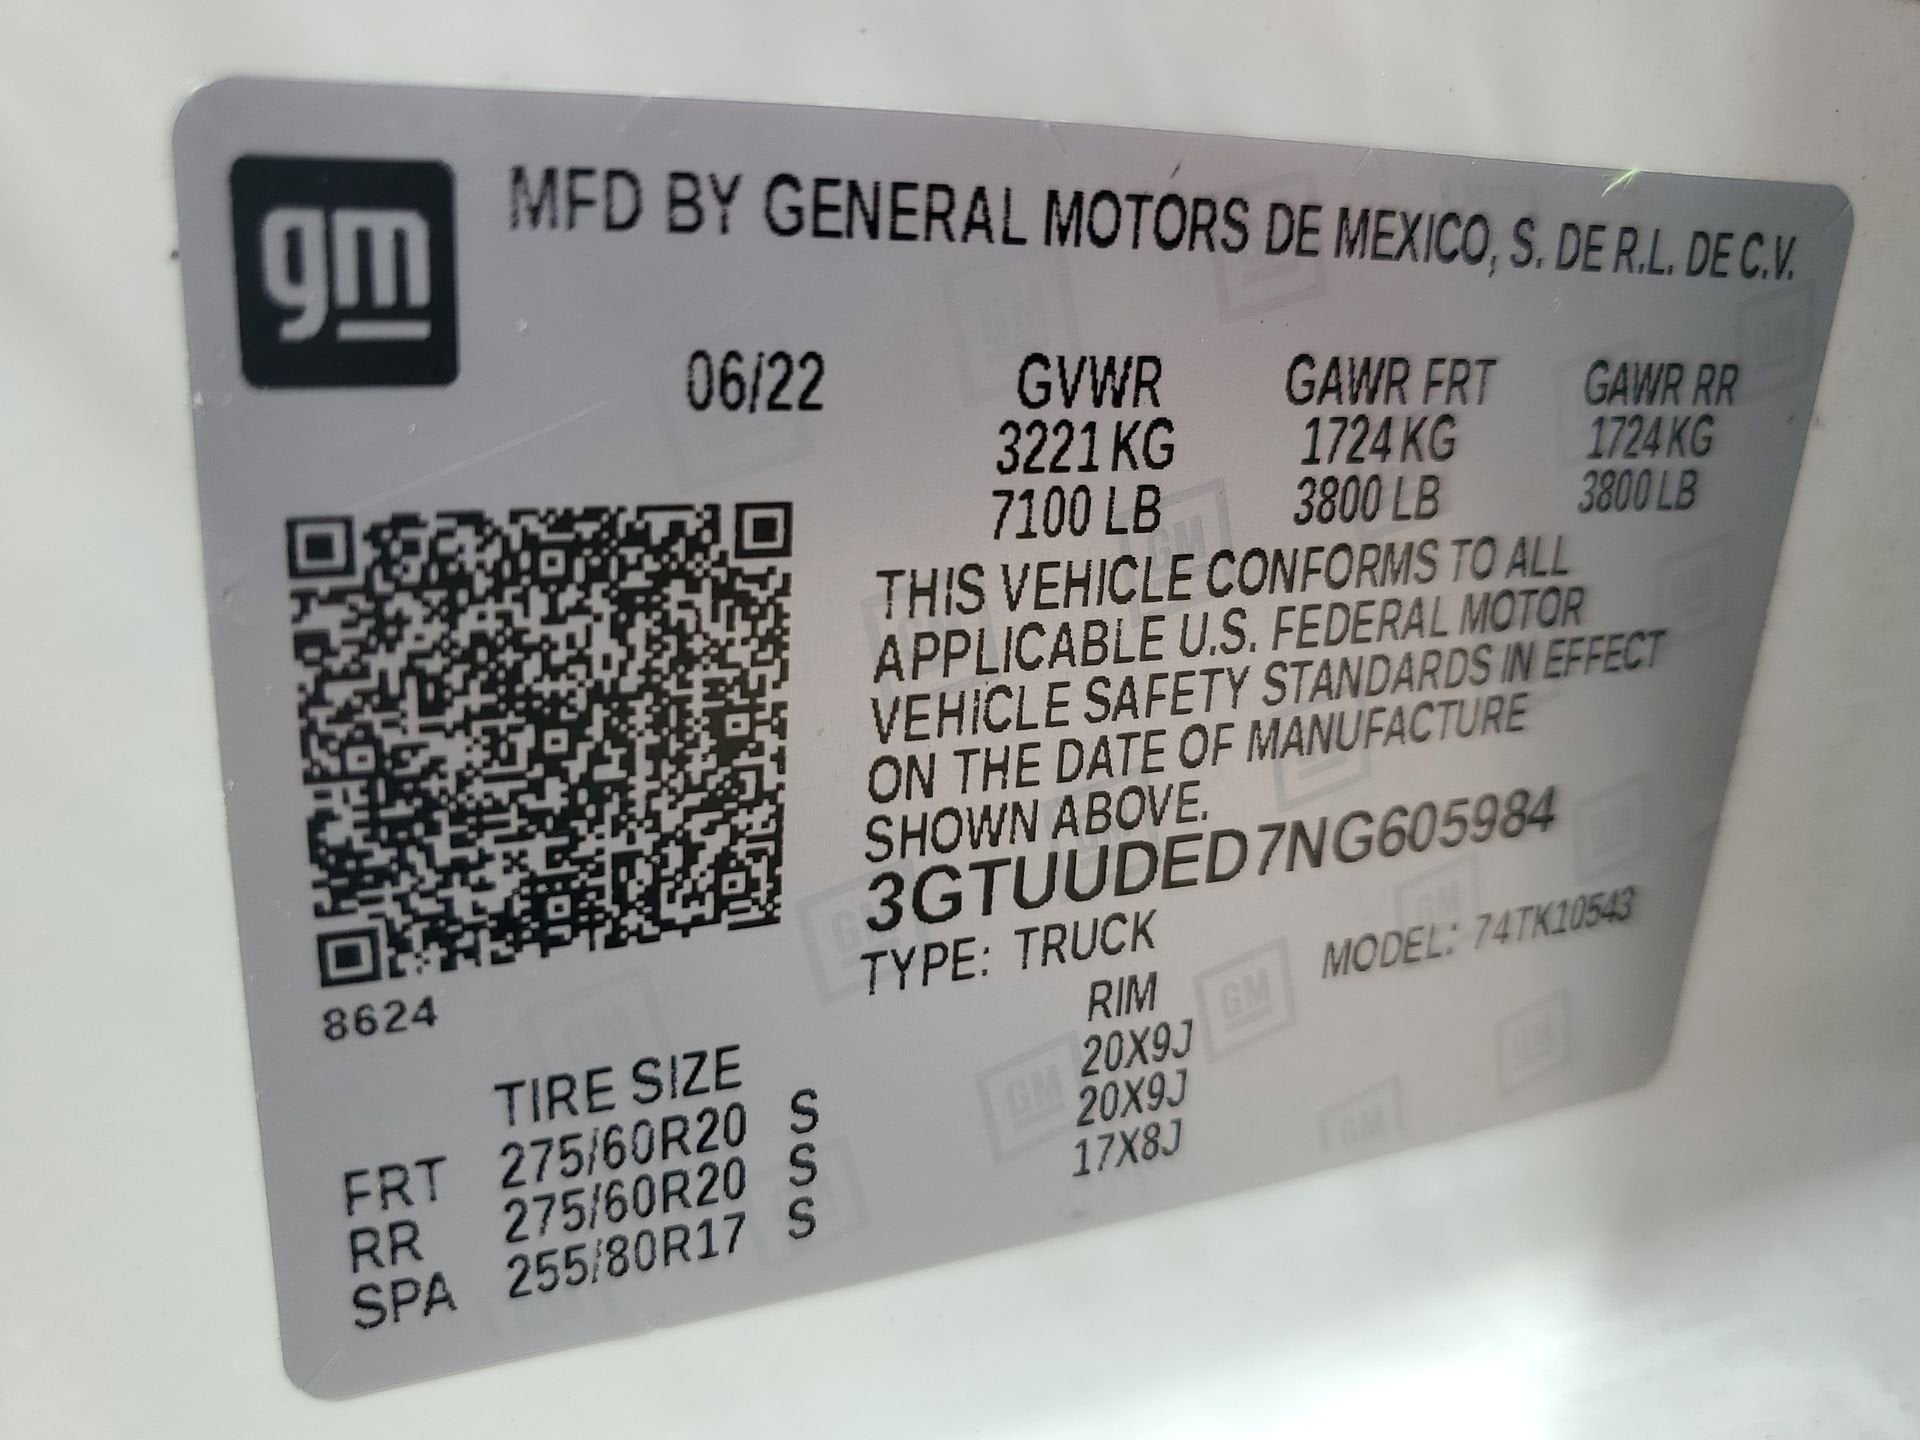 gm
MFD BY GENERAL MOTORS DE MEXICO, S. DE R.L. DE C.V.
06/22 GVWR GAWR FRT GAWR RR
3221 KG 1724 KG 1724 KG
7100 LB 3800 LB 3800 LB
THIS VEHICLE CONFORMS TO ALL
APPLICABLE U.S. FEDERAL MOTOR
VEHICLE SAFETY STANDARDS IN EFFECT
ON THE DATE OF MANUFACTURE
SHOWN ABOVE.
3GTUUDED7NG605984
TYPE: TRUCK MODEL: 74TK10543
8624
TIRE SIZE RIM
FRT 275/60R20 S 20X9J
RR 275/60R20 S 20X9J
SPA 255/80R17 S 17X8J